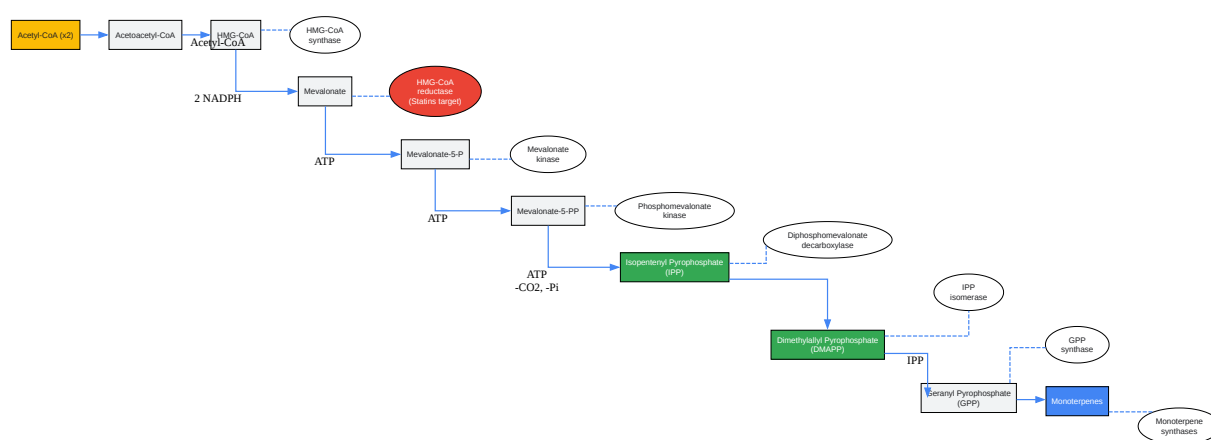 Acetyl-CoA (x2)
Acetoacetyl-CoA
HMG-CoA
Acetyl-CoA
HMG-CoA
synthase
2 NADPH
Mevalonate
HMG-CoA
reductase
(Statins target)
ATP
Mevalonate-5-P
Mevalonate
kinase
ATP
Mevalonate-5-PP
Phosphomevalonate
kinase
ATP
-CO2, -Pi
Isopentenyl Pyrophosphate
(IPP)
Diphosphomevalonate
decarboxylase
Dimethylallyl Pyrophosphate
(DMAPP)
IPP
isomerase
IPP
Geranyl Pyrophosphate
(GPP)
GPP
synthase
Monoterpenes
Monoterpene
synthases